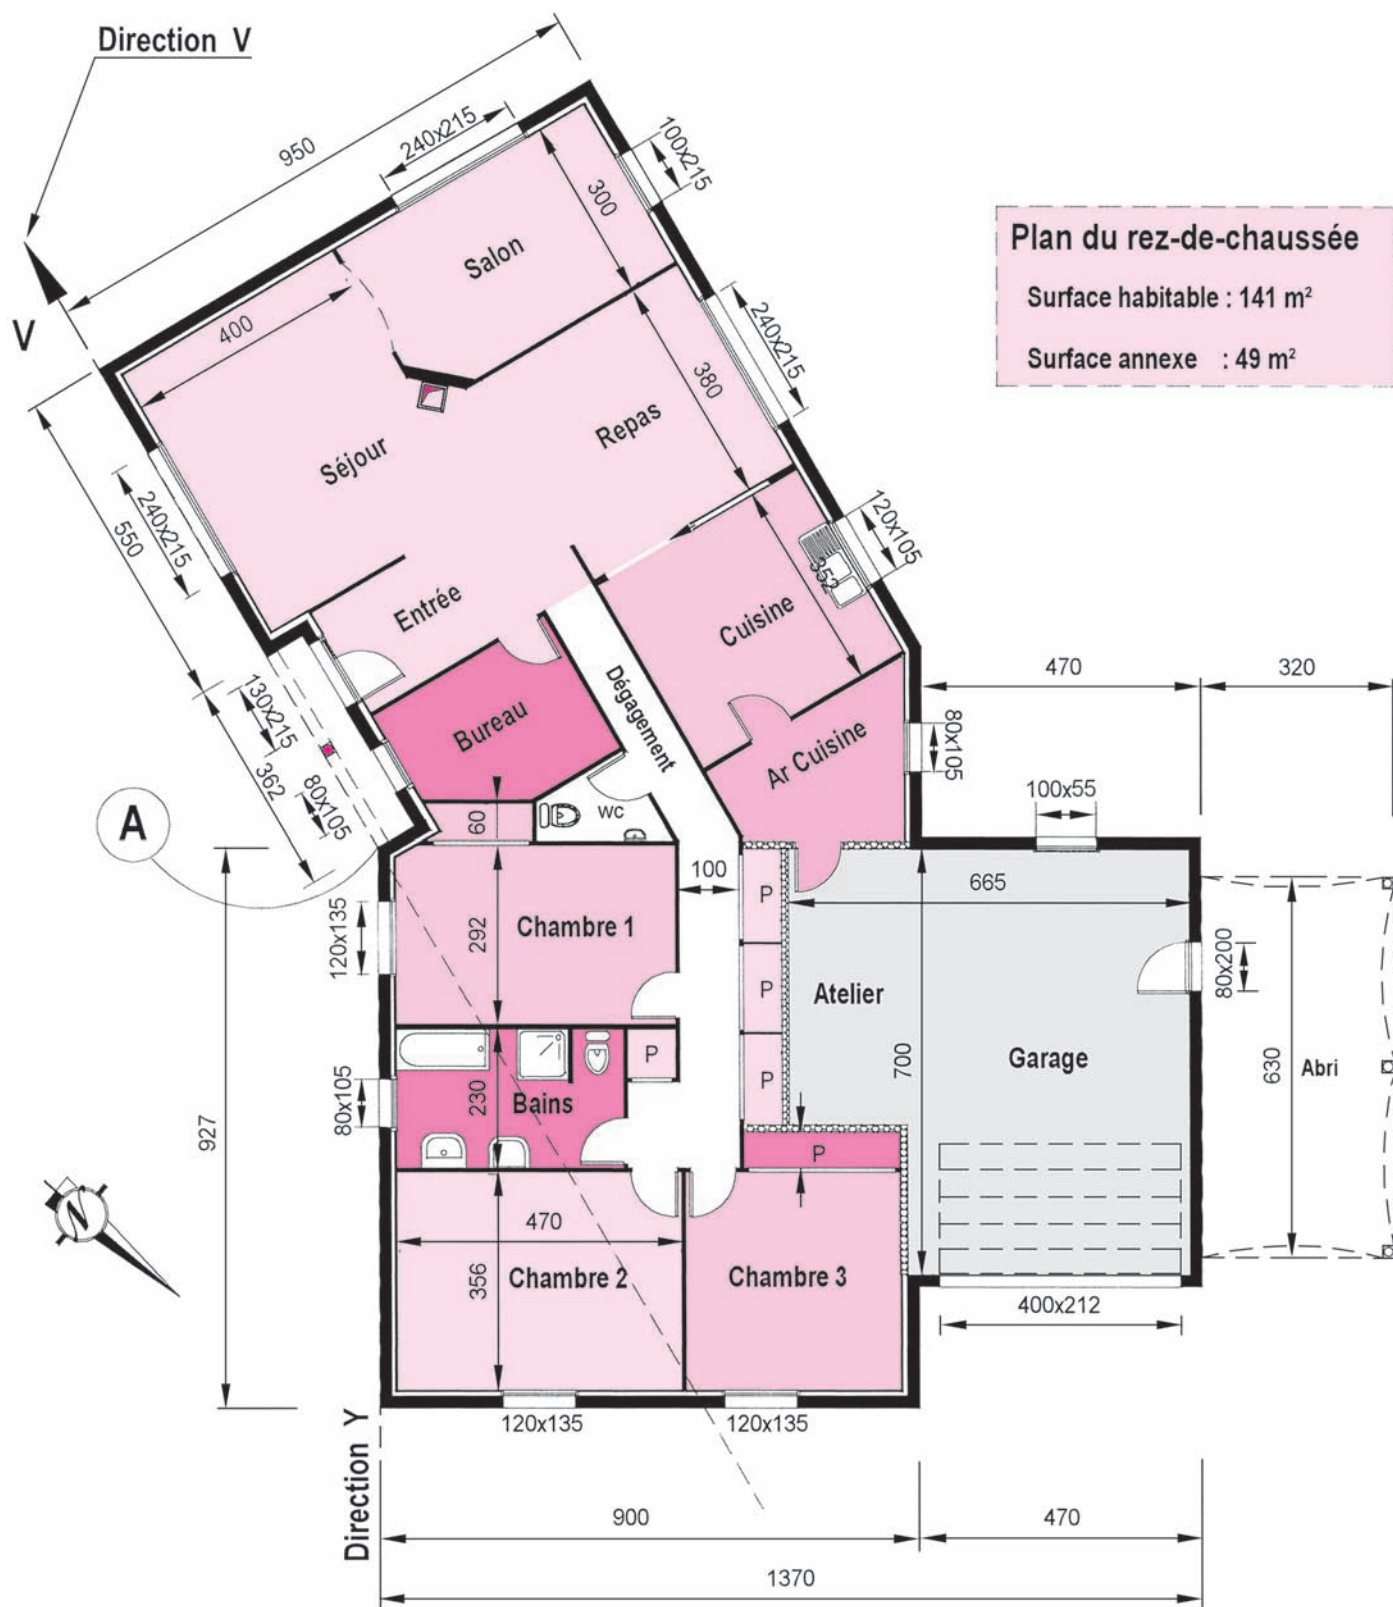 Direction V
950
240x215
100x215
300
Salon
V
400
Plan du rez-de-chaussée
Surface habitable : 141 m²
Surface annexe : 49 m²
240x215
380
Repas
Séjour
550
240x215
120x105
352
Cuisine
Entrée
Dégagement
470
320
Bureau
130x215
362
80x105
Ar Cuisine
80x105
100x55
A
60
wc
100
665
P
Chambre 1
292
120x135
80x200
Atelier
P
Garage
700
630
Abri
P
P
230
Bains
80x105
927
P
N
470
Chambre 2
356
Chambre 3
400x212
120x135
120x135
Direction Y
900
470
1370